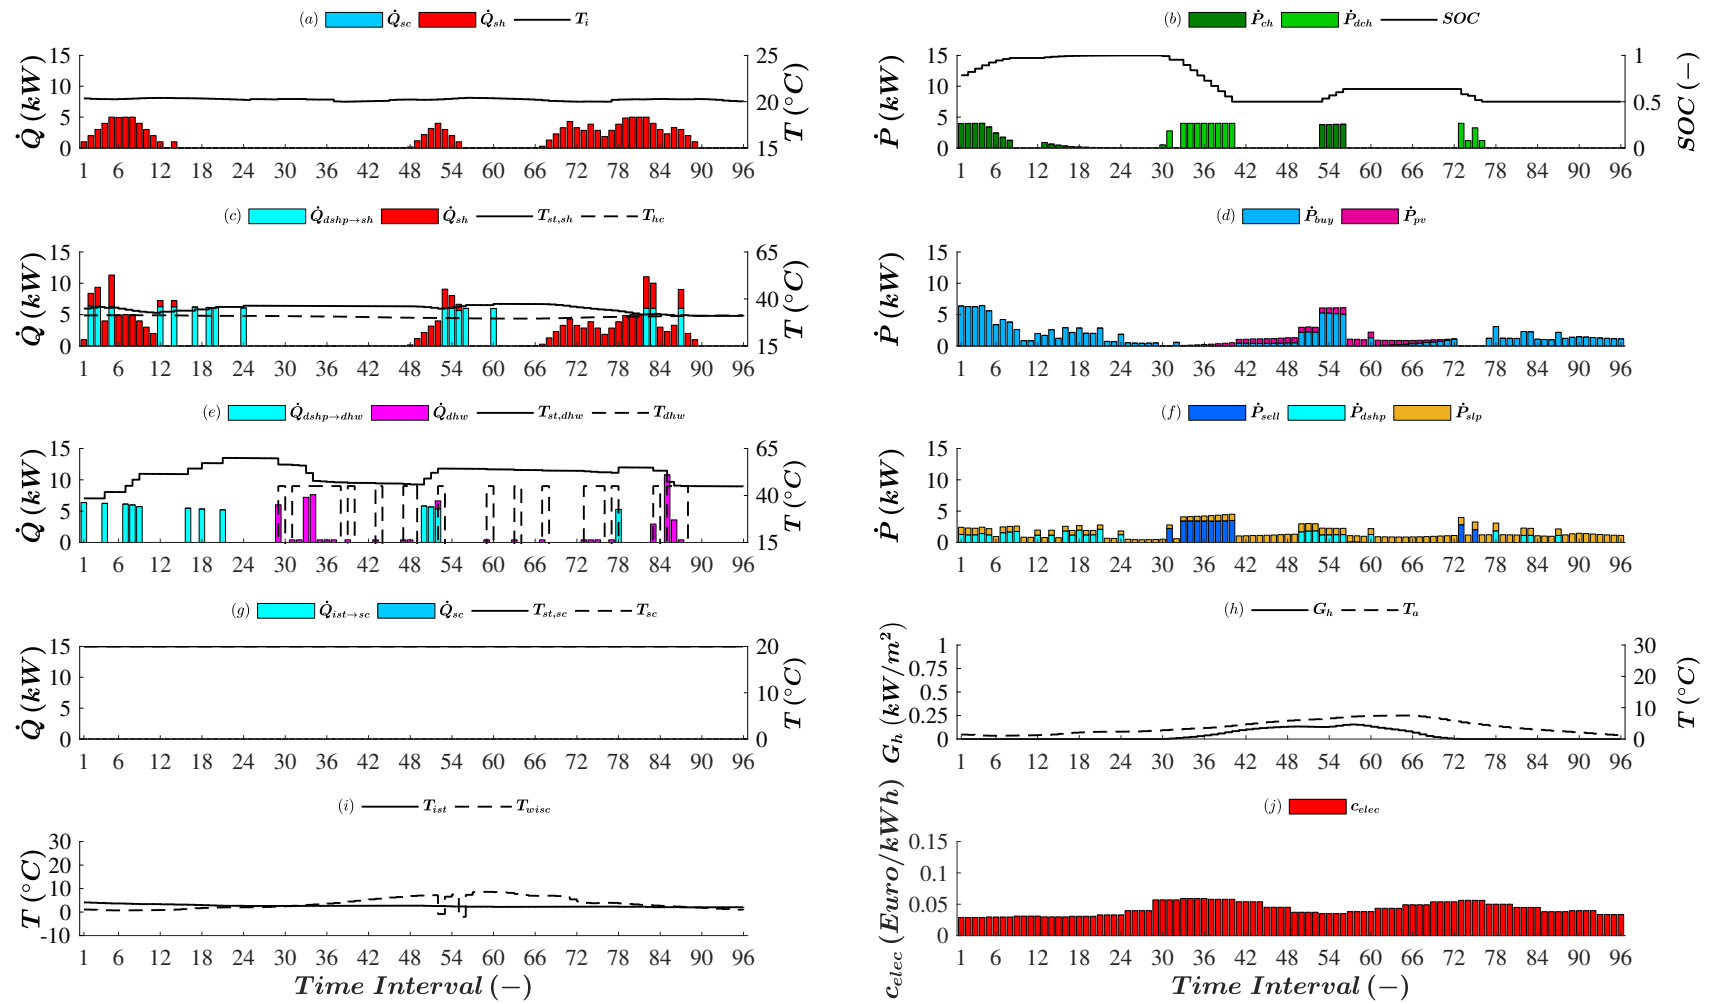 (a) Q̇sc Q̇sh Ti
Q̇ (kW)
15 10 5 0
25 20 15
T (°C)
1 6 12 18 24 30 36 42 48 54 60 66 72 78 84 90 96
(b) Ṗch Ṗdch SOC
Ṗ (kW)
15 10 5 0
1 0.5 0
SOC (−)
1 6 12 18 24 30 36 42 48 54 60 66 72 78 84 90 96
(c) Q̇dshp→sh Q̇sh Tst,sh Thc
Q̇ (kW)
15 10 5 0
65 40 15
T (°C)
1 6 12 18 24 30 36 42 48 54 60 66 72 78 84 90 96
(d) Ṗbuy Ṗpv
Ṗ (kW)
15 10 5 0
1 6 12 18 24 30 36 42 48 54 60 66 72 78 84 90 96
(e) Q̇dshp→dhw Q̇dhw Tst,dhw Tdhw
Q̇ (kW)
15 10 5 0
65 40 15
T (°C)
1 6 12 18 24 30 36 42 48 54 60 66 72 78 84 90 96
(f) Ṗsell Ṗdshp Ṗslp
Ṗ (kW)
15 10 5 0
1 6 12 18 24 30 36 42 48 54 60 66 72 78 84 90 96
(g) Q̇ist→sc Q̇sc Tst,sc Tsc
Q̇ (kW)
15 10 5 0
20 10 0
T (°C)
1 6 12 18 24 30 36 42 48 54 60 66 72 78 84 90 96
(h) Gh Ta
Gh (kW/m²)
1 0.75 0.5 0.25 0
30 20 10 0
T (°C)
1 6 12 18 24 30 36 42 48 54 60 66 72 78 84 90 96
(i) Tist Twisc
T (°C)
30 20 10 0 -10
1 6 12 18 24 30 36 42 48 54 60 66 72 78 84 90 96
Time Interval (−)
(j) celec
celec (Euro/kWh)
0.15 0.1 0.05 0
1 6 12 18 24 30 36 42 48 54 60 66 72 78 84 90 96
Time Interval (−)